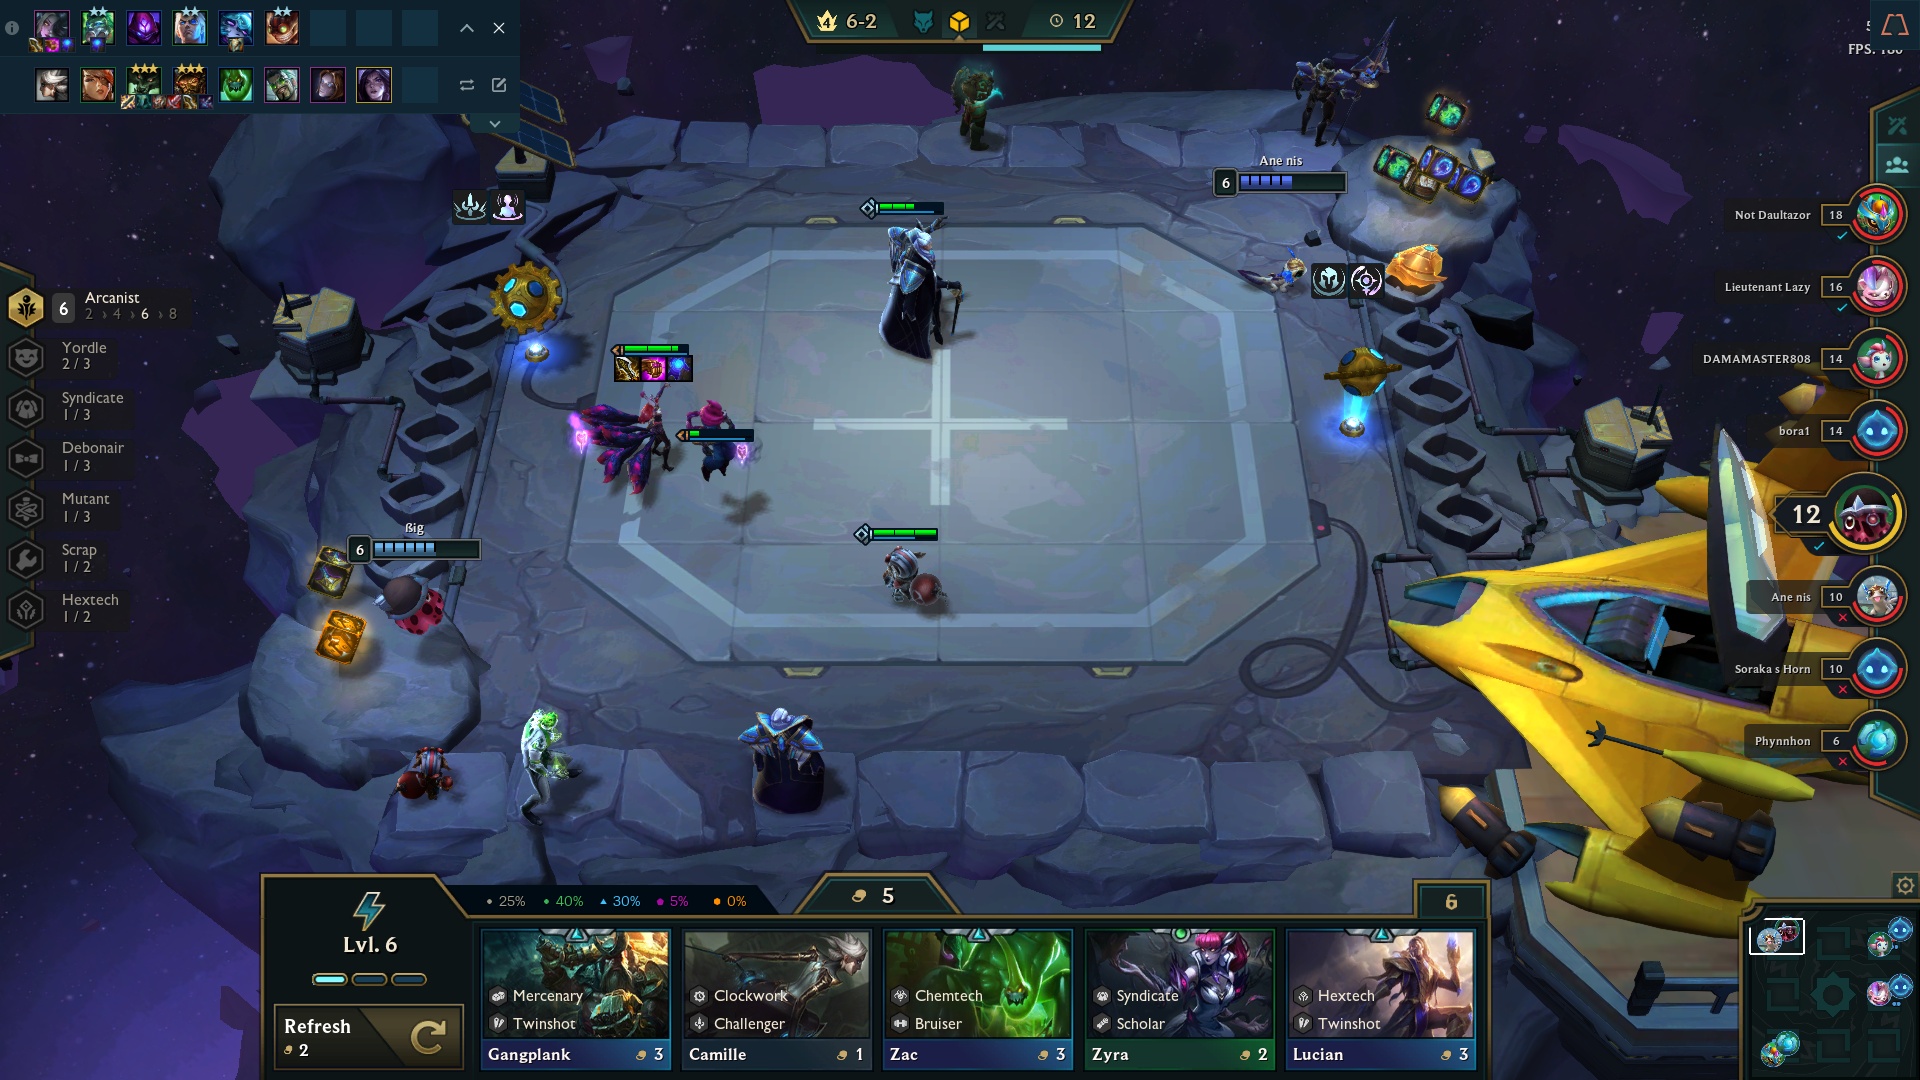 6-2
12
FPS: 180
Ane nis
6
Not Daultazor
18
Lieutenant Lazy
16
DAMAMASTER808
14
bora1
14
12
Ane nis
10
Soraka s Horn
10
Phynnhon
6
6
Arcanist
2 › 4 › 6 › 8
Yordle
2 / 3
Syndicate
1 / 3
Debonair
1 / 3
Mutant
1 / 3
Scrap
1 / 2
Hextech
1 / 2
ßig
6
25% 40% 30% 5% 0%
5
6
Lvl. 6
Refresh
2
Mercenary
Twinshot
Gangplank 3
Clockwork
Challenger
Camille 1
Chemtech
Bruiser
Zac 3
Syndicate
Scholar
Zyra 2
Hextech
Twinshot
Lucian 3